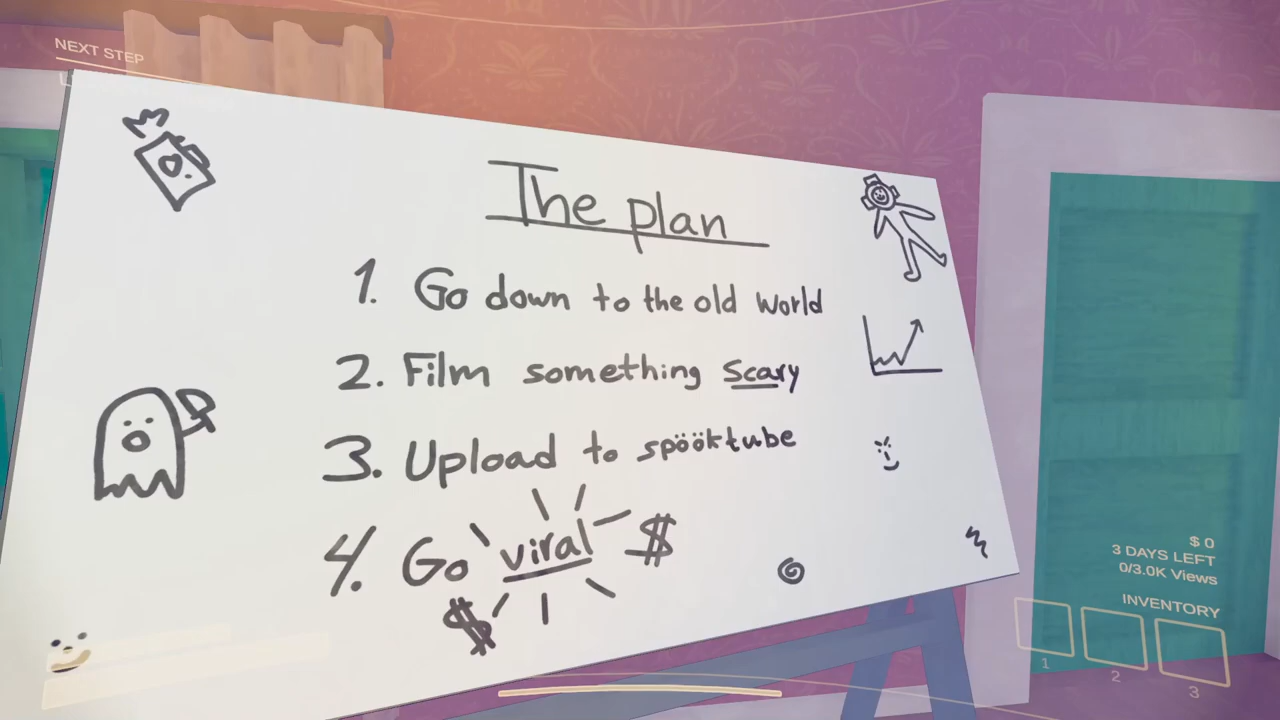 NEXT STEP
The plan
1. Go down to the old world
2. Film something scary
3. Upload to spööktube
4. Go viral $
$
$ 0
3 DAYS LEFT
0/3.0K Views
INVENTORY
1
2
3